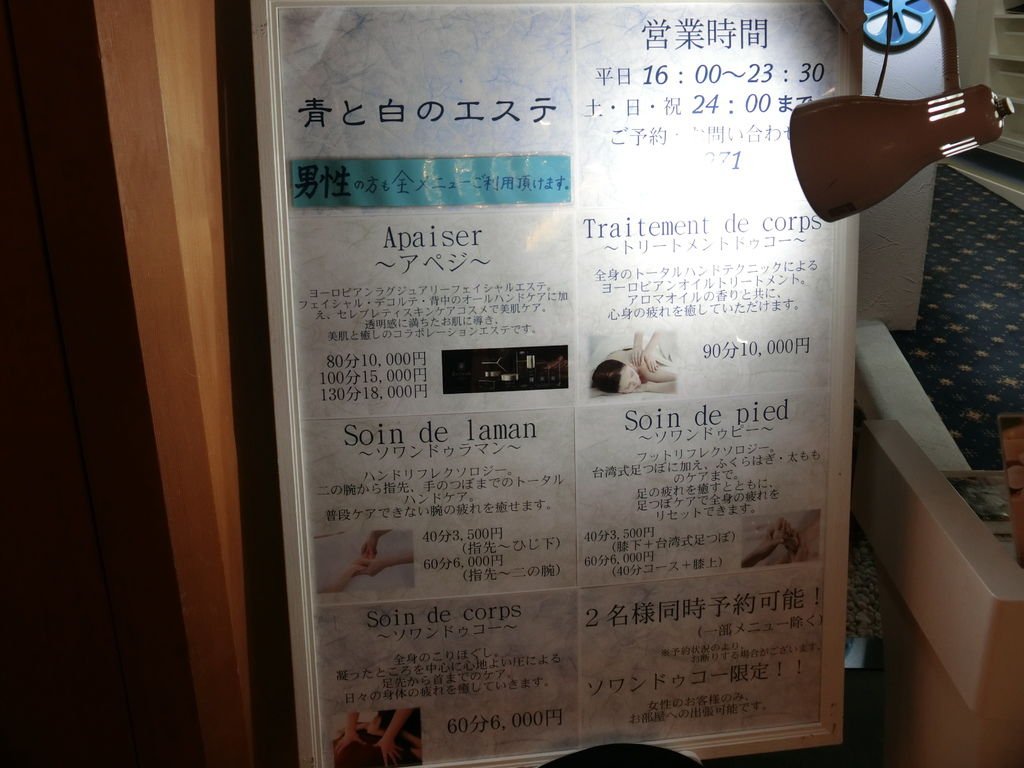 青と白のエステ
男性の方も全メニューご利用頂けます。
営業時間
平日 16：00～23：30
土・日・祝 24：00まで
ご予約・お問い合わせ
271
Apaiser
～アペジ～
ヨーロピアンラグジュアリーフェイシャルエステ。
フェイシャル・デコルテ・背中のオールハンドケアに加
え、セレブレティスキンケアコスメで美肌ケア。
透明感に満ちたお肌に導き、
美肌と癒しのコラボレーションエステです。
80分10,000円
100分15,000円
130分18,000円
Traitement de corps
～トリートメントドゥコー～
全身のトータルハンドテクニックによる
ヨーロピアンオイルトリートメント。
アロマオイルの香りと共に、
心身の疲れを癒していただけます。
90分10,000円
Soin de laman
～ソワンドゥラマン～
ハンドリフレクソロジー。
二の腕から指先、手のつぼまでのトータル
ハンドケア。
普段ケアできない腕の疲れを癒せます。
40分3,500円
(指先～ひじ下)
60分6,000円
(指先～二の腕)
Soin de pied
～ソワンドゥピー～
フットリフレクソロジー。
台湾式足つぼに加え、ふくらはぎ・太もも
のケアまで。
足の疲れを癒すとともに、
足つぼケアで全身の疲れを
リセットできます。
40分3,500円
(膝下＋台湾式足つぼ)
60分6,000円
(40分コース＋膝上)
Soin de corps
～ソワンドゥコー～
全身のこりほぐし。
凝ったところを中心に心地よい圧による
足先から首までのケア。
日々の身体の疲れを癒していきます。
60分6,000円
２名様同時予約可能！
(一部メニュー除く)
※予約状況のより、
お断りする場合がございます。
ソワンドゥコー限定！！
女性のお客様のみ、
お部屋への出張可能です。